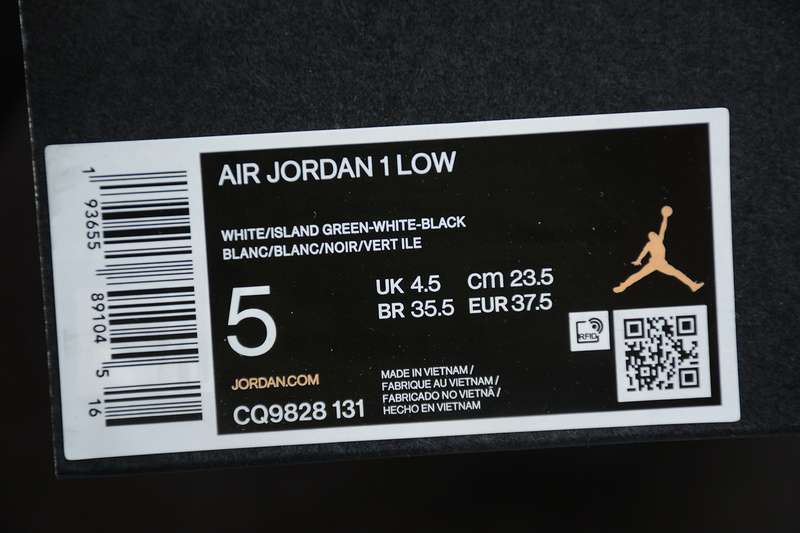 AIR JORDAN 1 LOW
WHITE/ISLAND GREEN-WHITE-BLACK
BLANC/BLANC/NOIR/VERT ILE
5
UK 4.5 CM 23.5
BR 35.5 EUR 37.5
JORDAN.COM
CQ9828 131
MADE IN VIETNAM /
FABRIQUE AU VIETNAM /
FABRICADO NO VIETNÃ /
HECHO EN VIETNAM
RFID
1 93655 89104 5 16